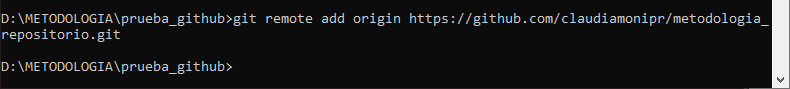 D:\METODOLOGIA\prueba_github>git remote add origin https://github.com/claudiamonipr/metodologia_
repositorio.git
D:\METODOLOGIA\prueba_github>